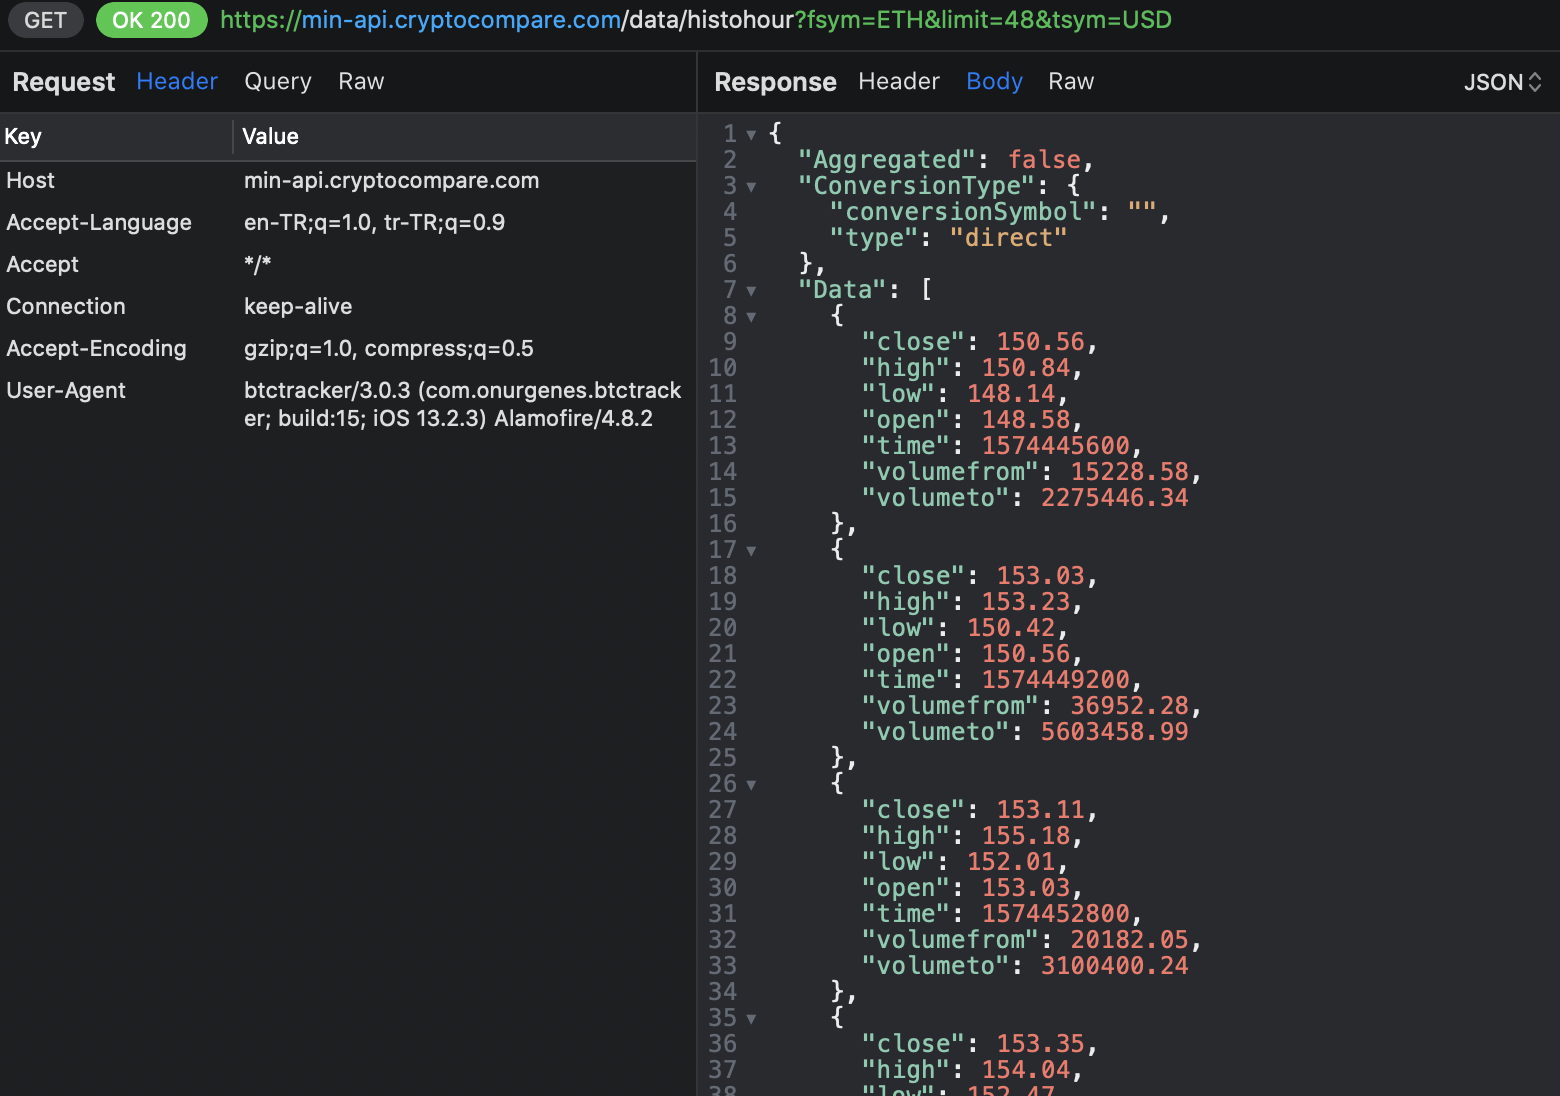 GET OK 200 https://min-api.cryptocompare.com/data/histohour?fsym=ETH&limit=48&tsym=USD
Request Header Query Raw
Key Value
Host min-api.cryptocompare.com
Accept-Language en-TR;q=1.0, tr-TR;q=0.9
Accept */*
Connection keep-alive
Accept-Encoding gzip;q=1.0, compress;q=0.5
User-Agent btctracker/3.0.3 (com.onurgenes.btctrack
er; build:15; iOS 13.2.3) Alamofire/4.8.2
Response Header Body Raw JSON
1 {
2 "Aggregated": false,
3 "ConversionType": {
4 "conversionSymbol": "",
5 "type": "direct"
6 },
7 "Data": [
8 {
9 "close": 150.56,
10 "high": 150.84,
11 "low": 148.14,
12 "open": 148.58,
13 "time": 1574445600,
14 "volumefrom": 15228.58,
15 "volumeto": 2275446.34
16 },
17 {
18 "close": 153.03,
19 "high": 153.23,
20 "low": 150.42,
21 "open": 150.56,
22 "time": 1574449200,
23 "volumefrom": 36952.28,
24 "volumeto": 5603458.99
25 },
26 {
27 "close": 153.11,
28 "high": 155.18,
29 "low": 152.01,
30 "open": 153.03,
31 "time": 1574452800,
32 "volumefrom": 20182.05,
33 "volumeto": 3100400.24
34 },
35 {
36 "close": 153.35,
37 "high": 154.04,
38 "low": 152.47